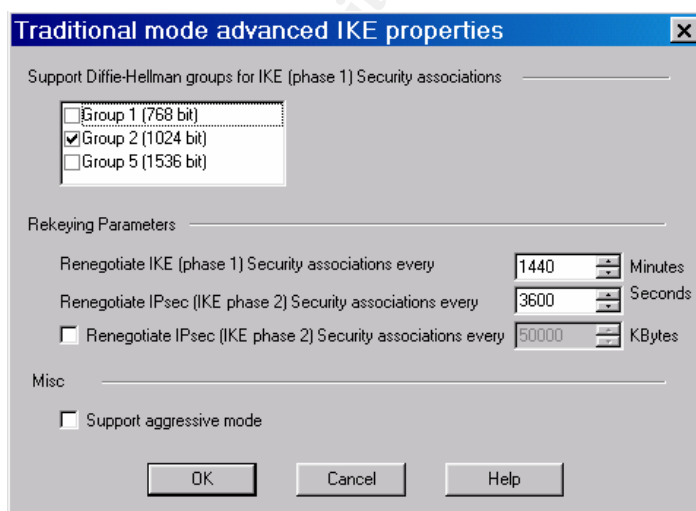 Traditional mode advanced IKE properties
Support Diffie-Hellman groups for IKE (phase 1) Security associations
Group 1 (768 bit)
Group 2 (1024 bit)
Group 5 (1536 bit)
Rekeying Parameters
Renegotiate IKE (phase 1) Security associations every 1440 Minutes
Renegotiate IPsec (IKE phase 2) Security associations every 3600 Seconds
Renegotiate IPsec (IKE phase 2) Security associations every 50000 KBytes
Misc
Support aggressive mode
OK Cancel Help